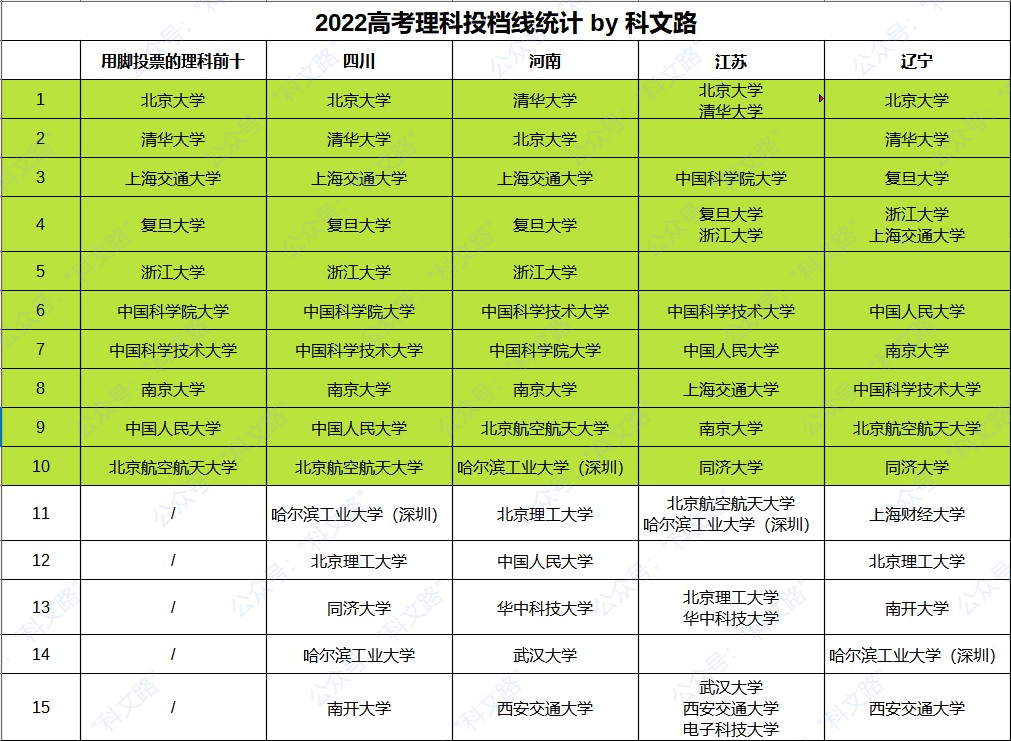 2022高考理科投档线统计 by 科文路
用脚投票的理科前十 四川 河南 江苏 辽宁
1 北京大学 北京大学 清华大学 北京大学 北京大学
清华大学
2 清华大学 清华大学 北京大学 清华大学
3 上海交通大学 上海交通大学 上海交通大学 中国科学院大学 复旦大学
4 复旦大学 复旦大学 复旦大学 复旦大学 浙江大学
浙江大学 上海交通大学
5 浙江大学 浙江大学 浙江大学
6 中国科学院大学 中国科学院大学 中国科学技术大学 中国科学技术大学 中国人民大学
7 中国科学技术大学 中国科学技术大学 中国科学院大学 中国人民大学 南京大学
8 南京大学 南京大学 南京大学 上海交通大学 中国科学技术大学
9 中国人民大学 中国人民大学 北京航空航天大学 南京大学 北京航空航天大学
10 北京航空航天大学 北京航空航天大学 哈尔滨工业大学（深圳） 同济大学 同济大学
11 / 哈尔滨工业大学（深圳） 北京理工大学 北京航空航天大学 上海财经大学
哈尔滨工业大学（深圳）
12 / 北京理工大学 中国人民大学 北京理工大学
13 / 同济大学 华中科技大学 北京理工大学 南开大学
华中科技大学
14 / 哈尔滨工业大学 武汉大学 哈尔滨工业大学（深圳）
15 / 南开大学 西安交通大学 武汉大学 西安交通大学
西安交通大学
电子科技大学
公众号："科文路"